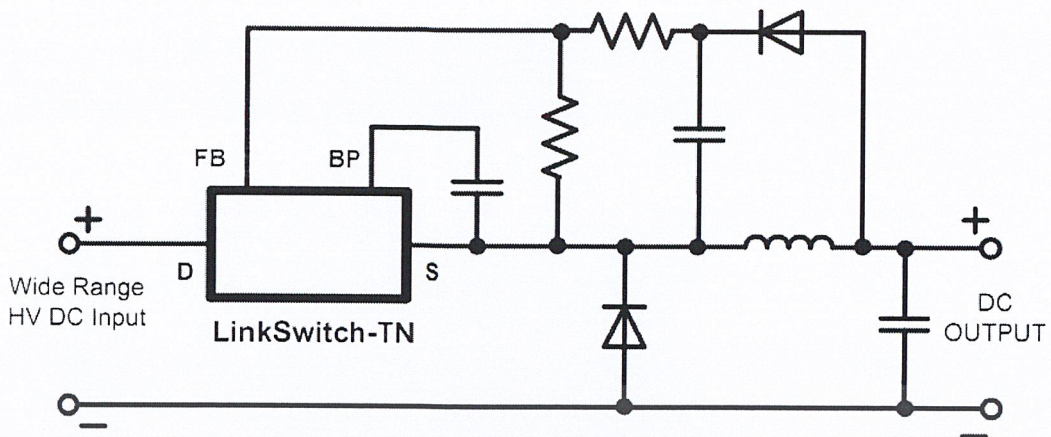 FB
BP
+
D
S
+
Wide Range
HV DC Input
LinkSwitch-TN
DC
OUTPUT
−
−